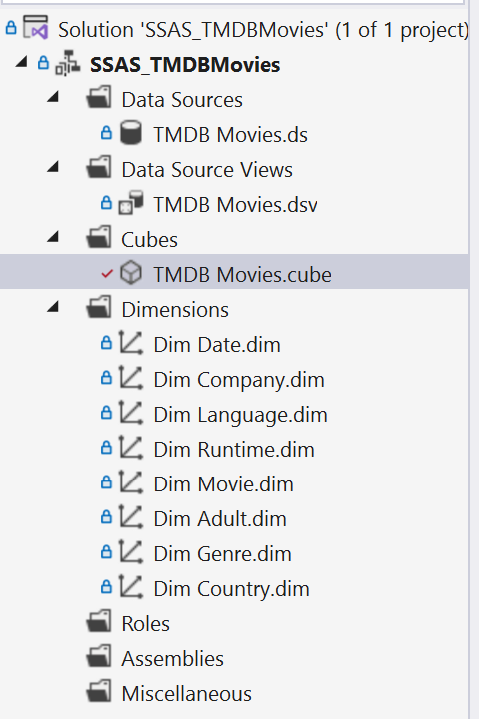 Solution 'SSAS_TMDBMovies' (1 of 1 project)
SSAS_TMDBMovies
Data Sources
TMDB Movies.ds
Data Source Views
TMDB Movies.dsv
Cubes
TMDB Movies.cube
Dimensions
Dim Date.dim
Dim Company.dim
Dim Language.dim
Dim Runtime.dim
Dim Movie.dim
Dim Adult.dim
Dim Genre.dim
Dim Country.dim
Roles
Assemblies
Miscellaneous